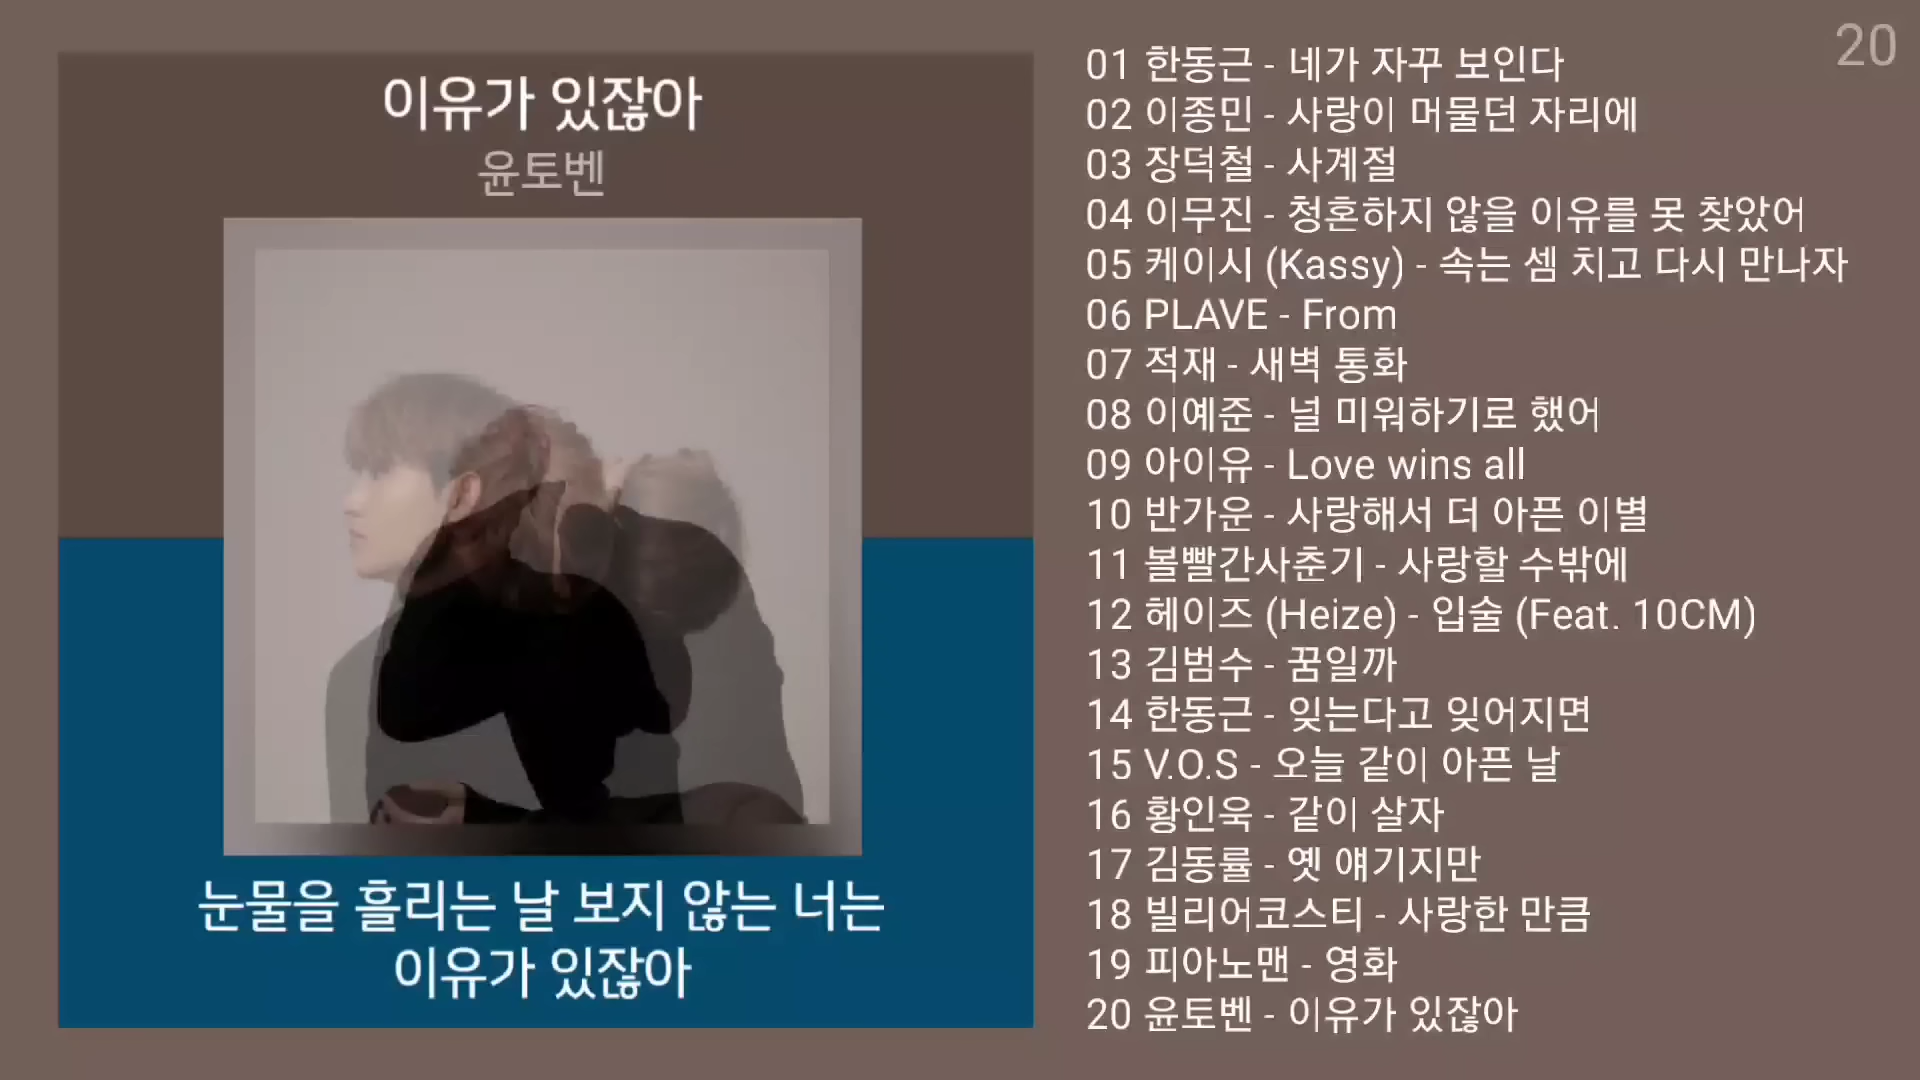 이유가 있잖아
윤토벤
눈물을 흘리는 날 보지 않는 너는
이유가 있잖아
20
01 한동근 - 네가 자꾸 보인다
02 이종민 - 사랑이 머물던 자리에
03 장덕철 - 사계절
04 이무진 - 청혼하지 않을 이유를 못 찾았어
05 케이시 (Kassy) - 속는 셈 치고 다시 만나자
06 PLAVE - From
07 적재 - 새벽 통화
08 이예준 - 널 미워하기로 했어
09 아이유 - Love wins all
10 반가운 - 사랑해서 더 아픈 이별
11 볼빨간사춘기 - 사랑할 수밖에
12 헤이즈 (Heize) - 입술 (Feat. 10CM)
13 김범수 - 꿈일까
14 한동근 - 잊는다고 잊어지면
15 V.O.S - 오늘 같이 아픈 날
16 황인욱 - 같이 살자
17 김동률 - 옛 얘기지만
18 빌리어코스티 - 사랑한 만큼
19 피아노맨 - 영화
20 윤토벤 - 이유가 있잖아